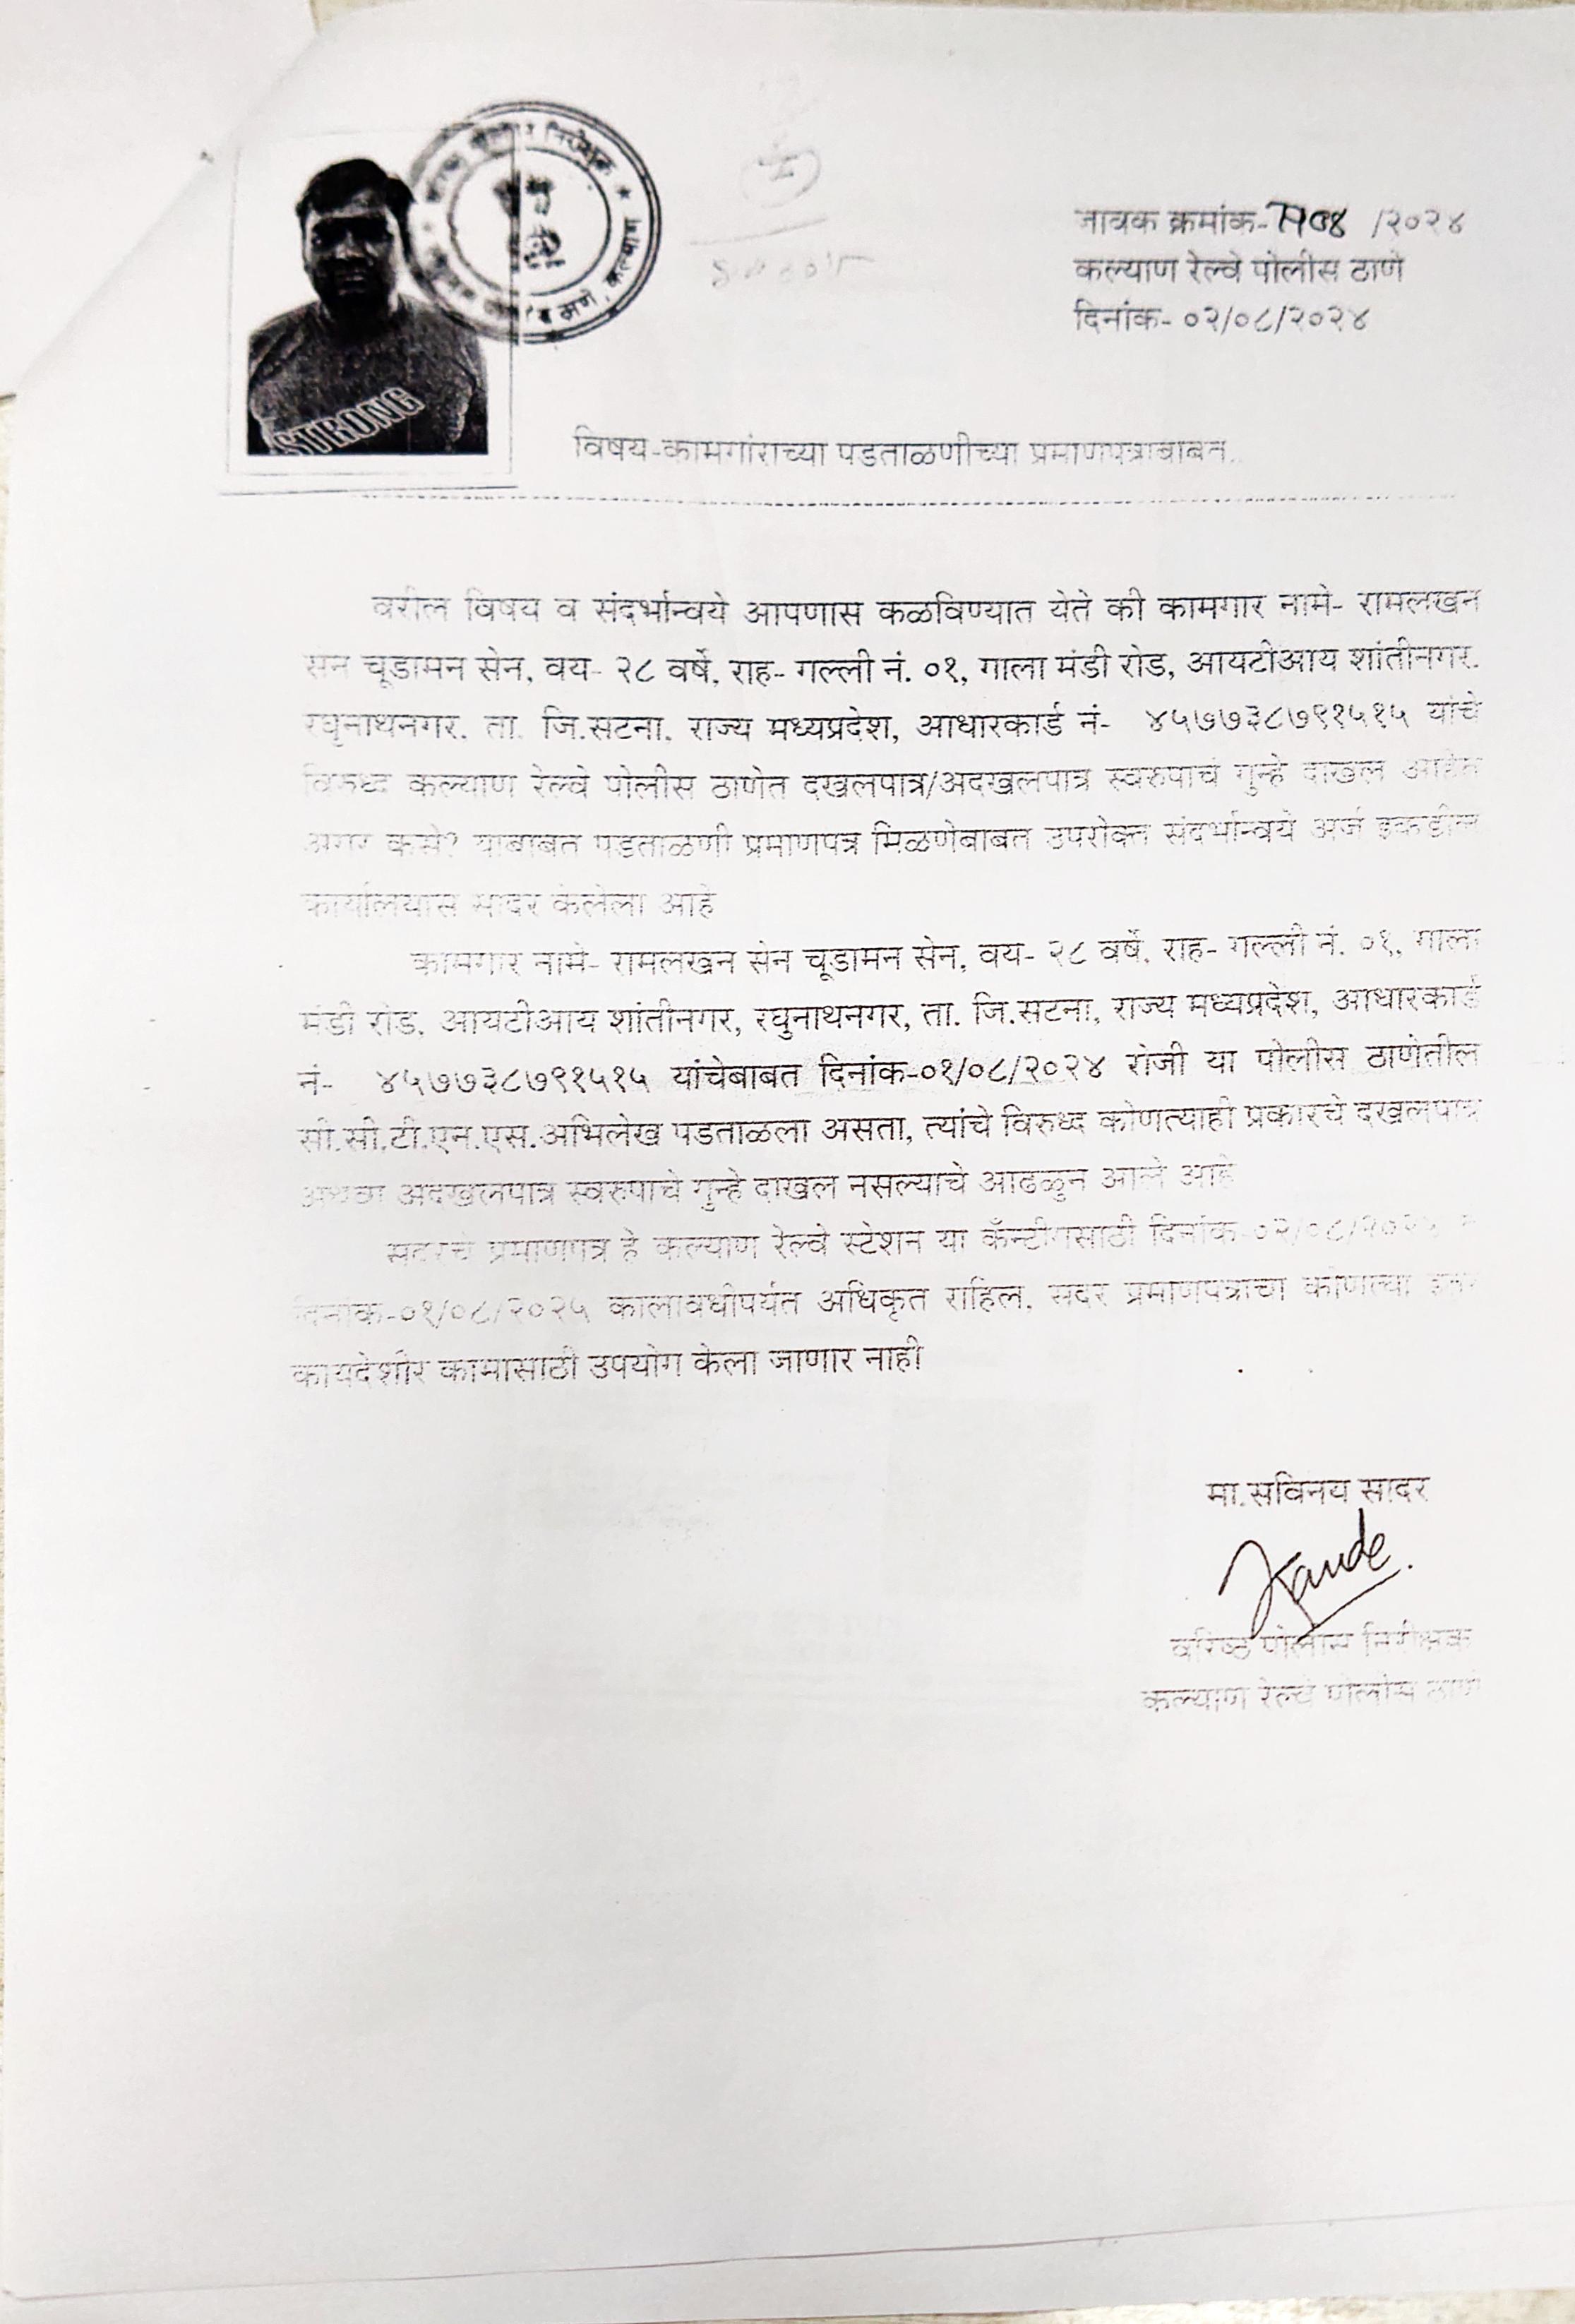 जावक क्रमांक- /२०२४
कल्याण रेल्वे पोलीस ठाणे
दिनांक- ०२/०८/२०२४
STRONG
विषय-कामगांराच्या पडताळणीच्या प्रमाणपत्राबाबत..
वरील विषय व संदर्भान्वये आपणास कळविण्यात येते की कामगार नामे- रामलखन
सेन चूडामन सेन, वय- २८ वर्षे, राह- गल्ली नं. ०१, गाला मंडी रोड, आयटीआय शांतीनगर,
रघुनाथनगर. ता. जि.सटना, राज्य मध्यप्रदेश, आधारकार्ड नं- ४५७७३८७९१५१५ यांचे
विरुध्द कल्याण रेल्वे पोलीस ठाणेत दखलपात्र/अदखलपात्र स्वरुपाचे गुन्हे दाखल आहेत
अगर कसे? याबाबत पडताळणी प्रमाणपत्र मिळणेबाबत उपरोक्त संदर्भान्वये अर्ज इकडील
कार्यालयास सादर केलेला आहे
कामगार नामे- रामलखन सेन चूडामन सेन, वय- २८ वर्षे, राह- गल्ली नं. ०१, गाला
मंडी रोड, आयटीआय शांतीनगर, रघुनाथनगर, ता. जि.सटना, राज्य मध्यप्रदेश, आधारकार्ड
नं- ४५७७३८७९१५१५ यांचेबाबत दिनांक-०१/०८/२०२४ रोजी या पोलीस ठाणेतील
सी.सी.टी.एन.एस.अभिलेख पडताळला असता, त्यांचे विरुध्द कोणत्याही प्रकारचे दखलपात्र
अथवा अदखलपात्र स्वरुपाचे गुन्हे दाखल नसल्याचे आढळुन आले आहे
सदरचे प्रमाणपत्र हे कल्याण रेल्वे स्टेशन या कॅन्टीगसाठी दिनांक-०२/०८/२०२४ ते
दिनांक-०१/०८/२०२५ कालावधीपर्यंत अधिकृत राहिल. सदर प्रमाणपत्राचा कोणत्या इतर
कायदेशीर कामासाठी उपयोग केला जाणार नाही
मा.सविनय सादर
वरिष्ठ पोलीस निरीक्षक
कल्याण रेल्वे पोलीस ठाणे